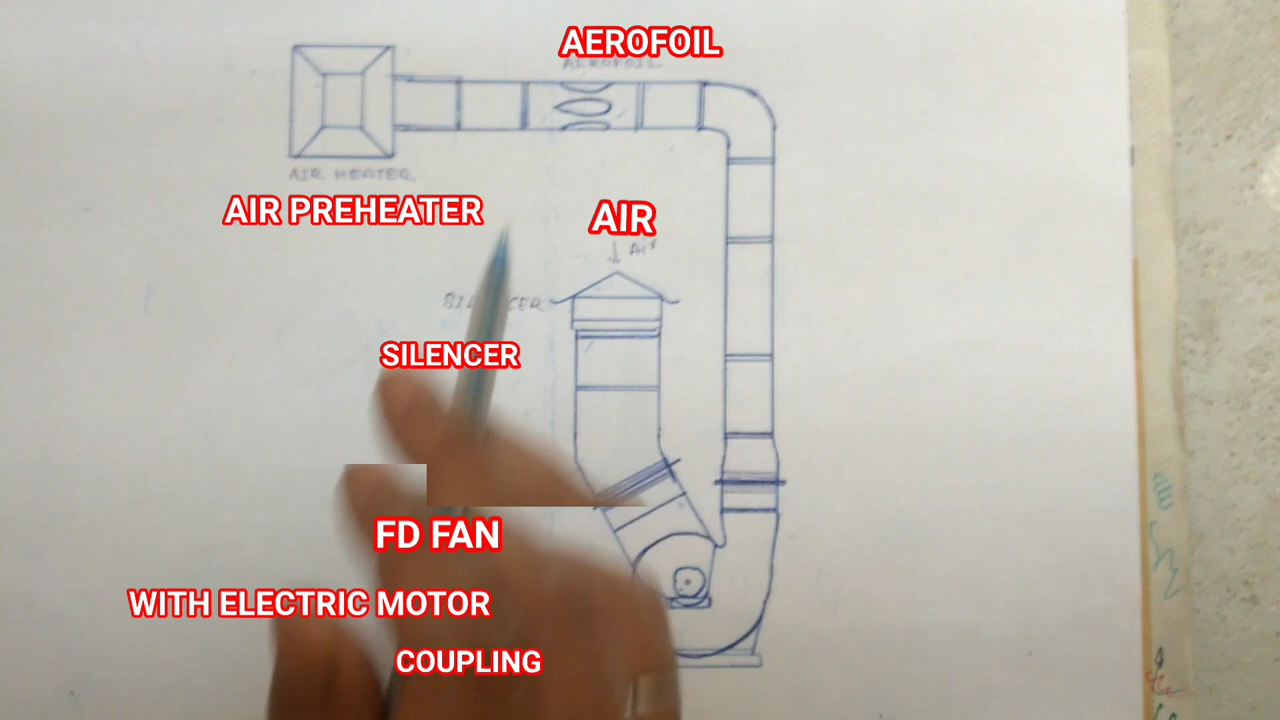 AEROFOIL
AEROFOIL
AIR HEATER
AIR PREHEATER
AIR
Air
SILENCER
FD FAN
WITH ELECTRIC MOTOR
COUPLING